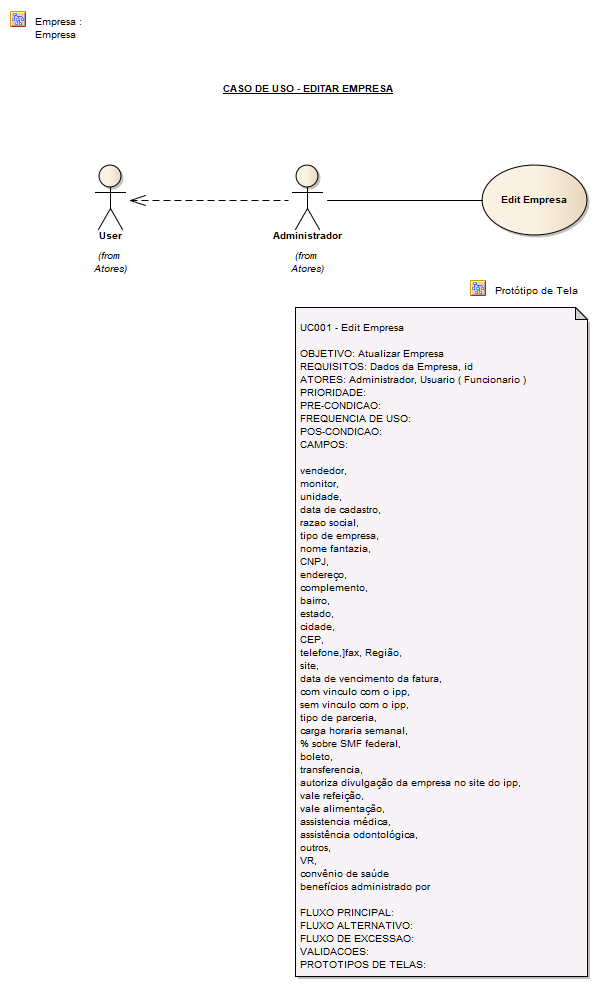 Empresa :
Empresa
CASO DE USO - EDITAR EMPRESA
User
(from
Atores)
Administrador
(from
Atores)
Edit Empresa
Protótipo de Tela
UC001 - Edit Empresa
OBJETIVO: Atualizar Empresa
REQUISITOS: Dados da Empresa, id
ATORES: Administrador, Usuario ( Funcionario )
PRIORIDADE:
PRE-CONDICAO:
FREQUENCIA DE USO:
POS-CONDICAO:
CAMPOS:
vendedor,
monitor,
unidade,
data de cadastro,
razao social,
tipo de empresa,
nome fantazia,
CNPJ,
endereço,
complemento,
bairro,
estado,
cidade,
CEP,
telefone,]fax, Região,
site,
data de vencimento da fatura,
com vinculo com o ipp,
sem vinculo com o ipp,
tipo de parceria,
carga horaria semanal,
% sobre SMF federal,
boleto,
transferencia,
autoriza divulgação da empresa no site do ipp,
vale refeição,
vale alimentação,
assistencia médica,
assistência odontológica,
outros,
VR,
convênio de saúde
benefícios administrado por
FLUXO PRINCIPAL:
FLUXO ALTERNATIVO:
FLUXO DE EXCESSAO:
VALIDACOES:
PROTOTIPOS DE TELAS: